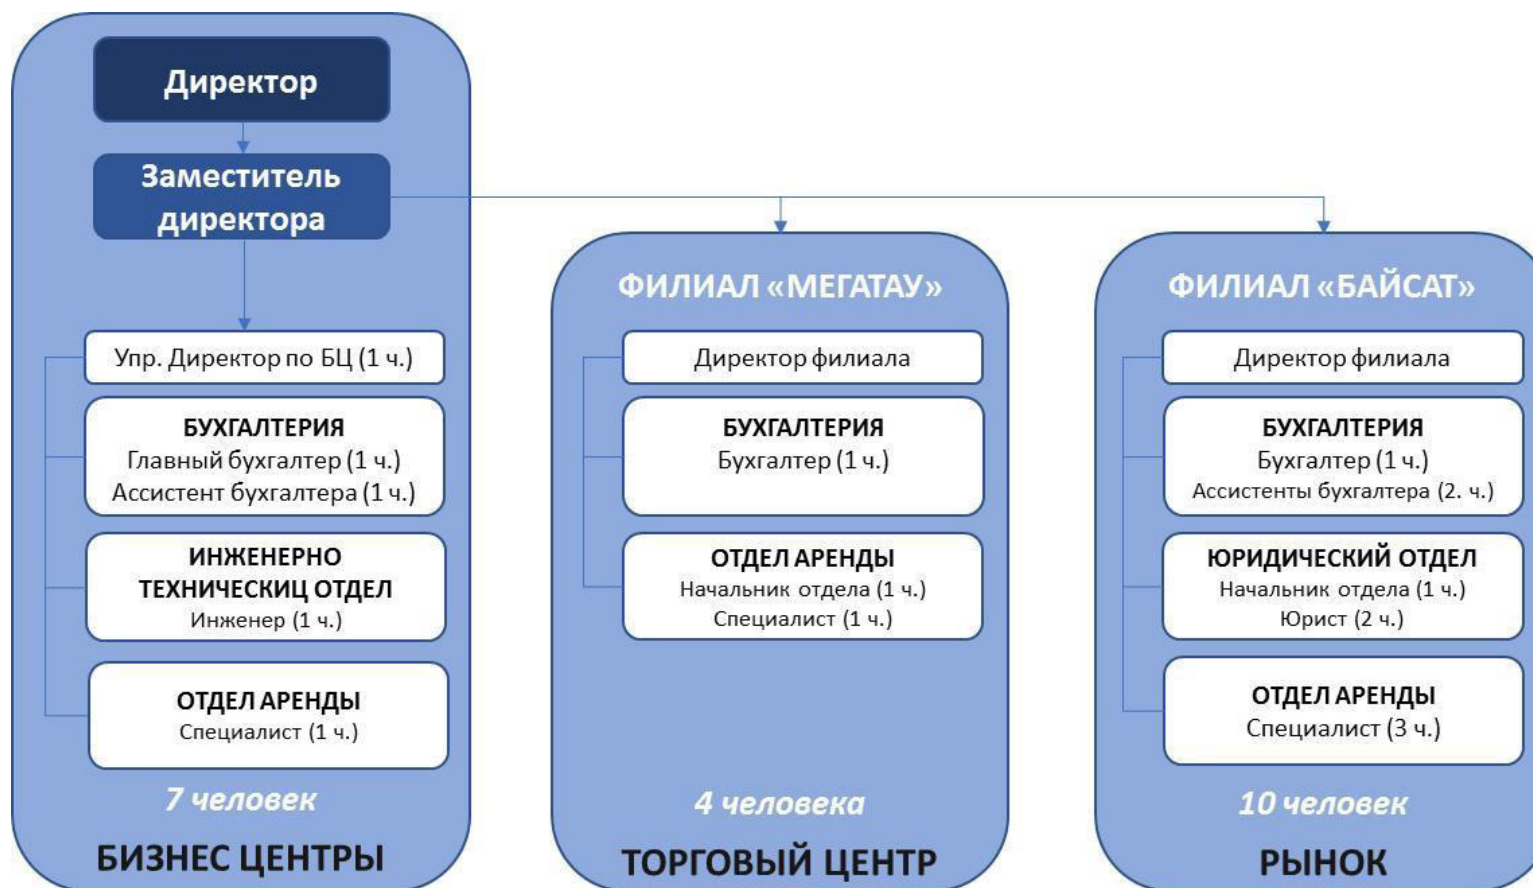 Директор
Заместитель
директора
Упр. Директор по БЦ (1 ч.)
БУХГАЛТЕРИЯ
Главный бухгалтер (1 ч.)
Ассистент бухгалтера (1 ч.)
ИНЖЕНЕРНО
ТЕХНИЧЕСКИЦ ОТДЕЛ
Инженер (1 ч.)
ОТДЕЛ АРЕНДЫ
Специалист (1 ч.)
7 человек
БИЗНЕС ЦЕНТРЫ
ФИЛИАЛ «МЕГАТАУ»
Директор филиала
БУХГАЛТЕРИЯ
Бухгалтер (1 ч.)
ОТДЕЛ АРЕНДЫ
Начальник отдела (1 ч.)
Специалист (1 ч.)
4 человека
ТОРГОВЫЙ ЦЕНТР
ФИЛИАЛ «БАЙСАТ»
Директор филиала
БУХГАЛТЕРИЯ
Бухгалтер (1 ч.)
Ассистенты бухгалтера (2. ч.)
ЮРИДИЧЕСКИЙ ОТДЕЛ
Начальник отдела (1 ч.)
Юрист (2 ч.)
ОТДЕЛ АРЕНДЫ
Специалист (3 ч.)
10 человек
РЫНОК